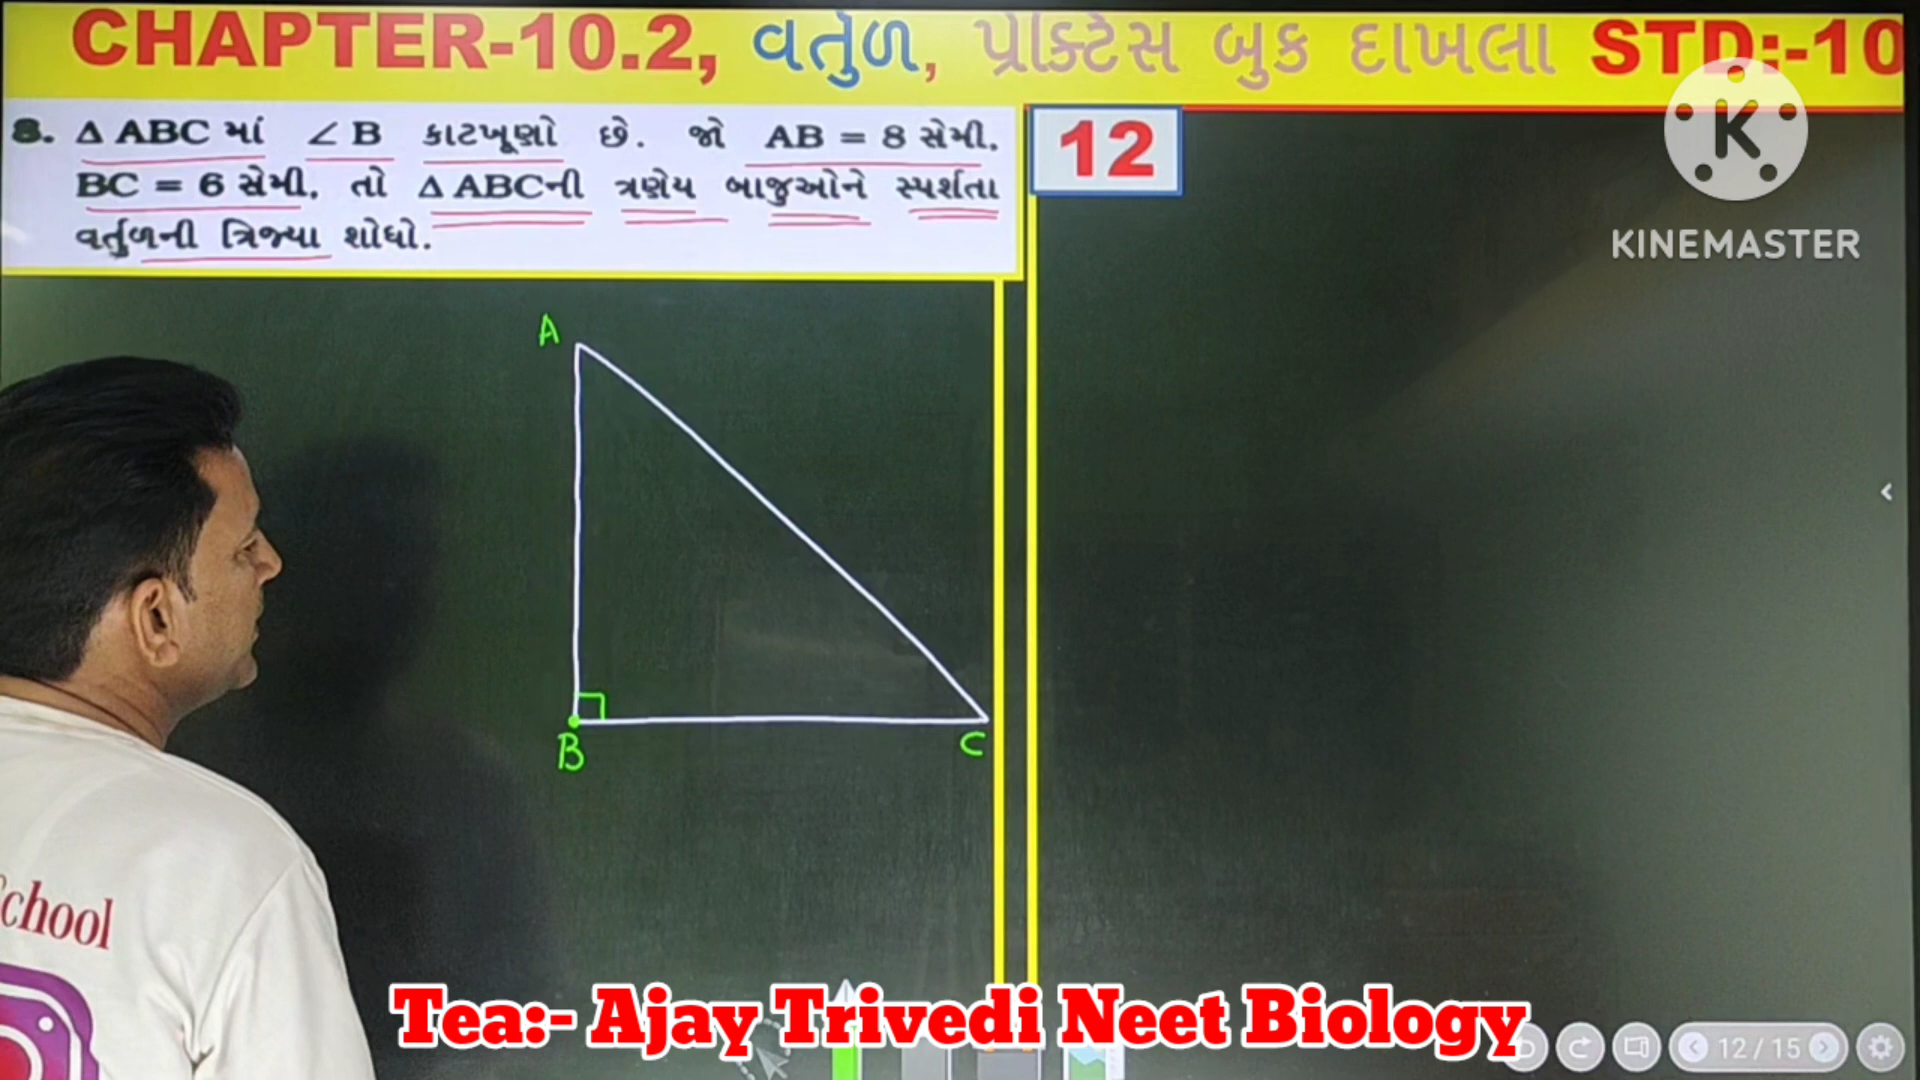 CHAPTER-10.2, વર્તુળ, પ્રેક્ટિસ બુક દાખલા STD:-10
8. Δ ABC માં ∠ B કાટખૂણો છે. જો AB = 8 સેમી,
BC = 6 સેમી, તો Δ ABCની ત્રણેય બાજુઓને સ્પર્શતા
વર્તુળની ત્રિજ્યા શોધો.
12
K
KINEMASTER
A
B
C
School
Tea:- Ajay Trivedi Neet Biology
12 / 15